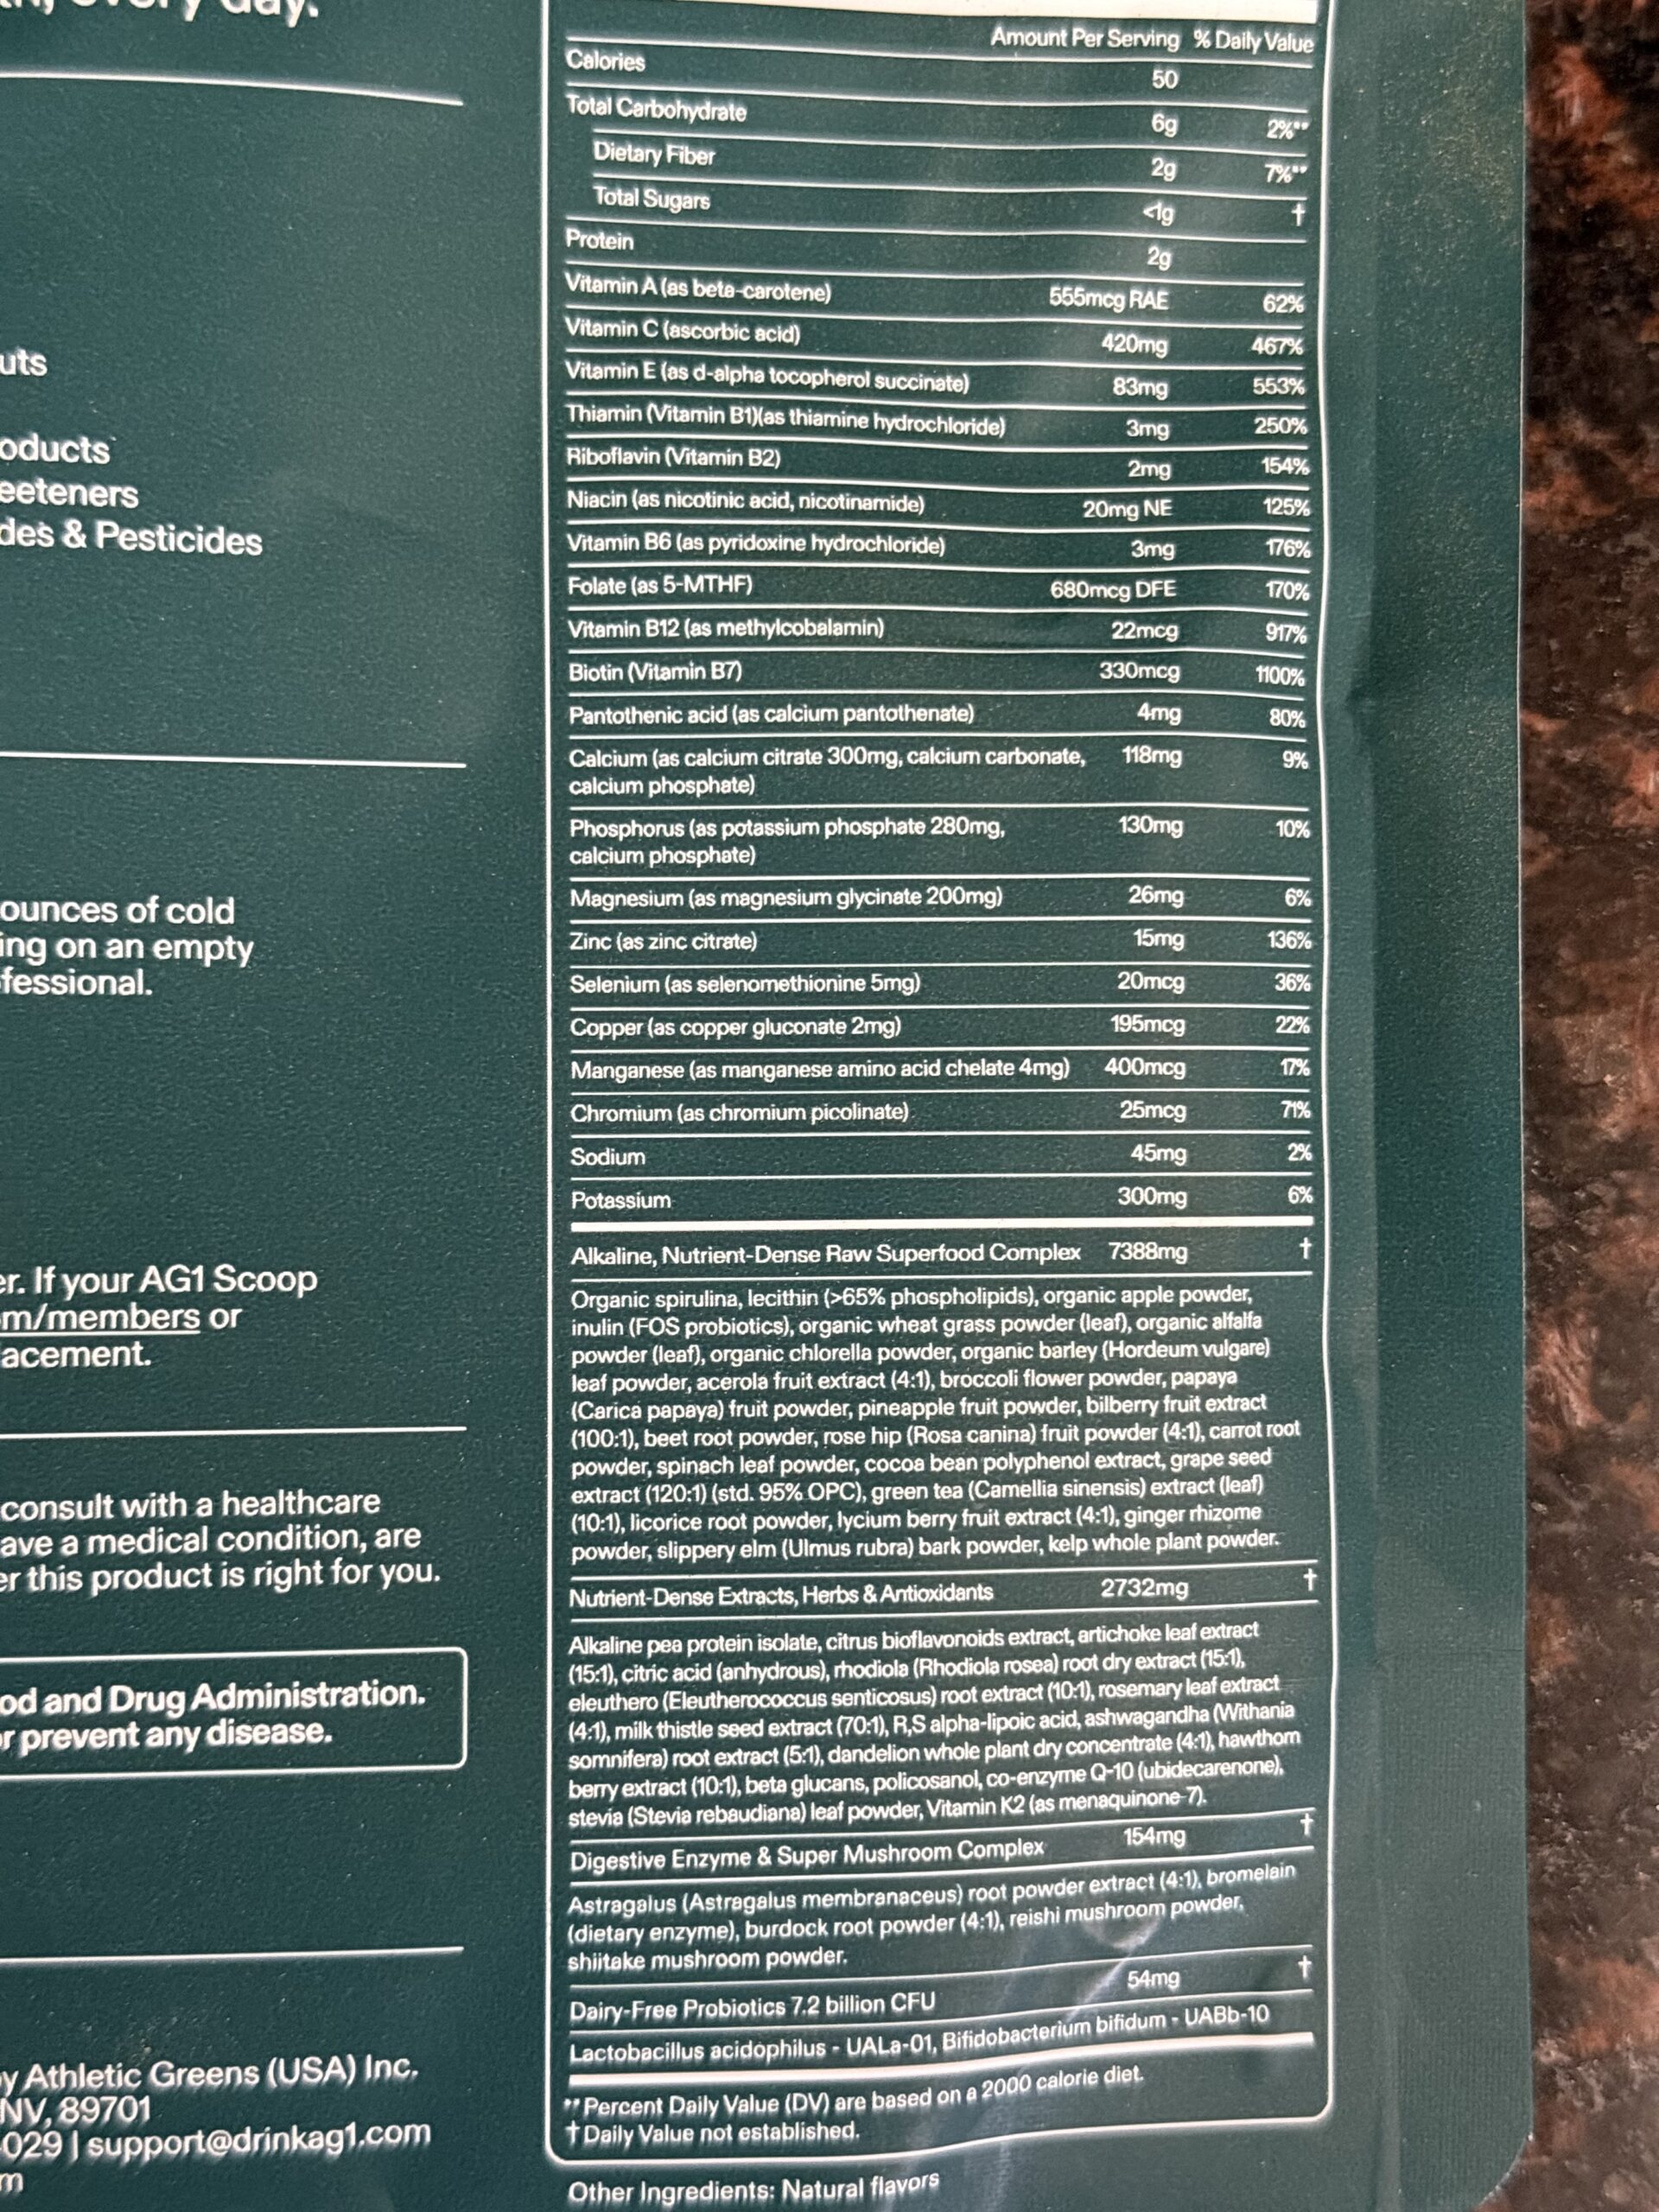 every day.
uts
oducts
eeteners
des & Pesticides
ounces of cold
ing on an empty
fessional.
er. If your AG1 Scoop
m/members or
acement.
consult with a healthcare
ave a medical condition, are
er this product is right for you.
od and Drug Administration.
or prevent any disease.
y Athletic Greens (USA) Inc.
NV, 89701
-029 | support@drinkag1.com
m
Amount Per Serving % Daily Value
Calories 50
Total Carbohydrate 6g 2%**
Dietary Fiber 2g 7%**
Total Sugars <1g †
Protein 2g
Vitamin A (as beta-carotene) 555mcg RAE 62%
Vitamin C (ascorbic acid) 420mg 467%
Vitamin E (as d-alpha tocopherol succinate) 83mg 553%
Thiamin (Vitamin B1)(as thiamine hydrochloride) 3mg 250%
Riboflavin (Vitamin B2) 2mg 154%
Niacin (as nicotinic acid, nicotinamide) 20mg NE 125%
Vitamin B6 (as pyridoxine hydrochloride) 3mg 176%
Folate (as 5-MTHF) 680mcg DFE 170%
Vitamin B12 (as methylcobalamin) 22mcg 917%
Biotin (Vitamin B7) 330mcg 1100%
Pantothenic acid (as calcium pantothenate) 4mg 80%
Calcium (as calcium citrate 300mg, calcium carbonate, 118mg 9%
calcium phosphate)
Phosphorus (as potassium phosphate 280mg, 130mg 10%
calcium phosphate)
Magnesium (as magnesium glycinate 200mg) 26mg 6%
Zinc (as zinc citrate) 15mg 136%
Selenium (as selenomethionine 5mg) 20mcg 36%
Copper (as copper gluconate 2mg) 195mcg 22%
Manganese (as manganese amino acid chelate 4mg) 400mcg 17%
Chromium (as chromium picolinate) 25mcg 71%
Sodium 45mg 2%
Potassium 300mg 6%
Alkaline, Nutrient-Dense Raw Superfood Complex 7388mg †
Organic spirulina, lecithin (>65% phospholipids), organic apple powder,
inulin (FOS probiotics), organic wheat grass powder (leaf), organic alfalfa
powder (leaf), organic chlorella powder, organic barley (Hordeum vulgare)
leaf powder, acerola fruit extract (4:1), broccoli flower powder, papaya
(Carica papaya) fruit powder, pineapple fruit powder, bilberry fruit extract
(100:1), beet root powder, rose hip (Rosa canina) fruit powder (4:1), carrot root
powder, spinach leaf powder, cocoa bean polyphenol extract, grape seed
extract (120:1) (std. 95% OPC), green tea (Camellia sinensis) extract (leaf)
(10:1), licorice root powder, lycium berry fruit extract (4:1), ginger rhizome
powder, slippery elm (Ulmus rubra) bark powder, kelp whole plant powder.
Nutrient-Dense Extracts, Herbs & Antioxidants 2732mg †
Alkaline pea protein isolate, citrus bioflavonoids extract, artichoke leaf extract
(15:1), citric acid (anhydrous), rhodiola (Rhodiola rosea) root dry extract (15:1),
eleuthero (Eleutherococcus senticosus) root extract (10:1), rosemary leaf extract
(4:1), milk thistle seed extract (70:1), R,S alpha-lipoic acid, ashwagandha (Withania
somnifera) root extract (5:1), dandelion whole plant dry concentrate (4:1), hawthorn
berry extract (10:1), beta glucans, policosanol, co-enzyme Q-10 (ubidecarenone),
stevia (Stevia rebaudiana) leaf powder, Vitamin K2 (as menaquinone-7).
Digestive Enzyme & Super Mushroom Complex 154mg †
Astragalus (Astragalus membranaceus) root powder extract (4:1), bromelain
(dietary enzyme), burdock root powder (4:1), reishi mushroom powder,
shiitake mushroom powder.
Dairy-Free Probiotics 7.2 billion CFU 54mg †
Lactobacillus acidophilus - UALa-01, Bifidobacterium bifidum - UABb-10
**Percent Daily Value (DV) are based on a 2000 calorie diet.
† Daily Value not established.
Other Ingredients: Natural flavors